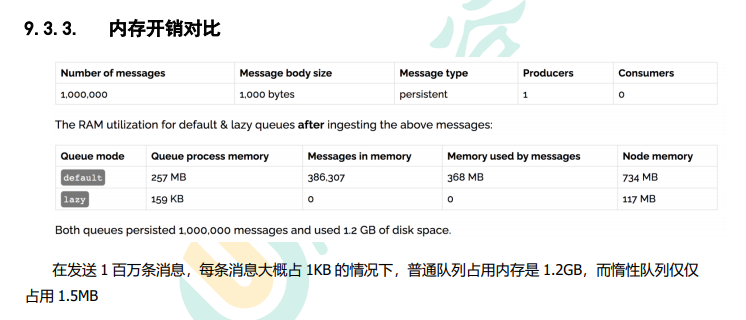 9.3.3. 内存开销对比
Number of messages Message body size Message type Producers Consumers
1,000,000 1,000 bytes persistent 1 0
The RAM utilization for default & lazy queues after ingesting the above messages:
Queue mode Queue process memory Messages in memory Memory used by messages Node memory
default 257 MB 386,307 368 MB 734 MB
lazy 159 KB 0 0 117 MB
Both queues persisted 1,000,000 messages and used 1.2 GB of disk space.
在发送 1 百万条消息，每条消息大概占 1KB 的情况下，普通队列占用内存是 1.2GB，而惰性队列仅仅
占用 1.5MB